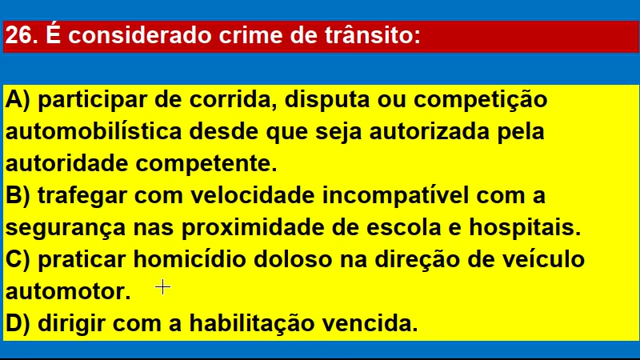 26. É considerado crime de trânsito:
A) participar de corrida, disputa ou competição
automobilística desde que seja autorizada pela
autoridade competente.
B) trafegar com velocidade incompatível com a
segurança nas proximidade de escola e hospitais.
C) praticar homicídio doloso na direção de veículo
automotor.
D) dirigir com a habilitação vencida.